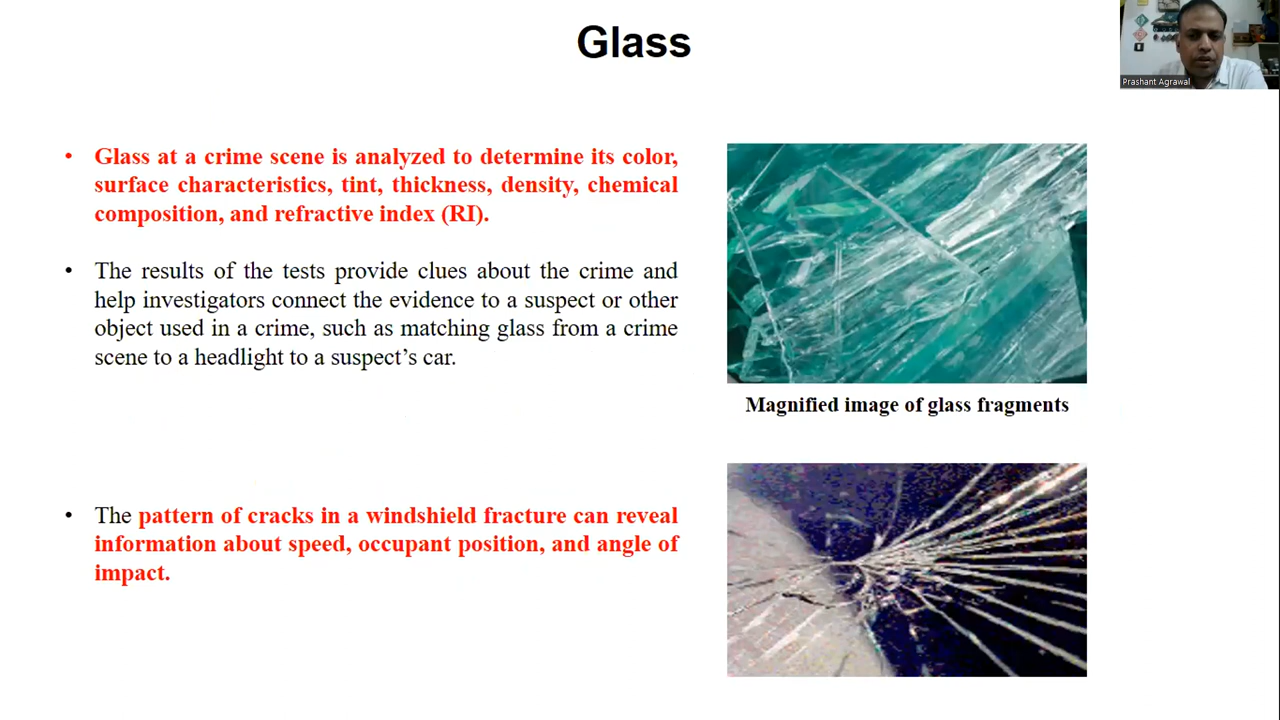 Glass
Prashant Agrawal
• Glass at a crime scene is analyzed to determine its color,
surface characteristics, tint, thickness, density, chemical
composition, and refractive index (RI).
• The results of the tests provide clues about the crime and
help investigators connect the evidence to a suspect or other
object used in a crime, such as matching glass from a crime
scene to a headlight to a suspect’s car.
Magnified image of glass fragments
• The pattern of cracks in a windshield fracture can reveal
information about speed, occupant position, and angle of
impact.